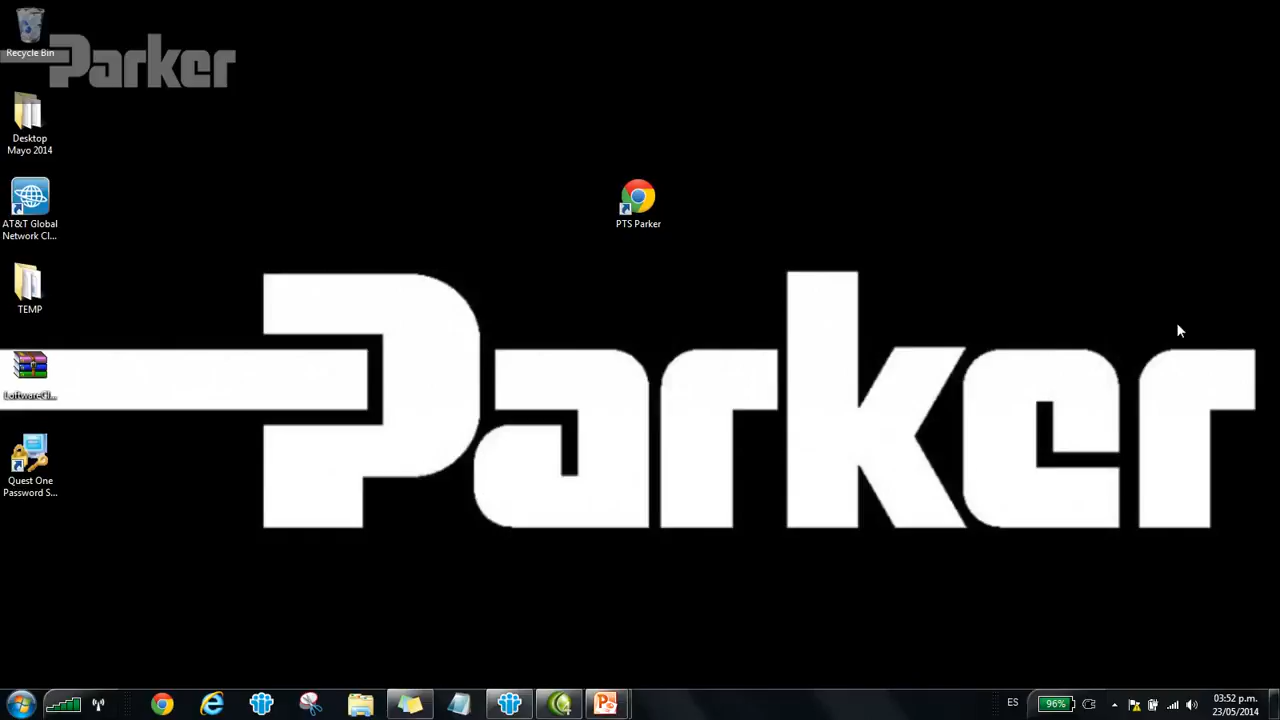 Recycle Bin
Parker
Desktop
Mayo 2014
AT&T Global
Network Cl...
TEMP
LoftwareCl...
Quest One
Password S...
PTS Parker
Parker
ES
96%
03:52 p.m.
23/05/2014